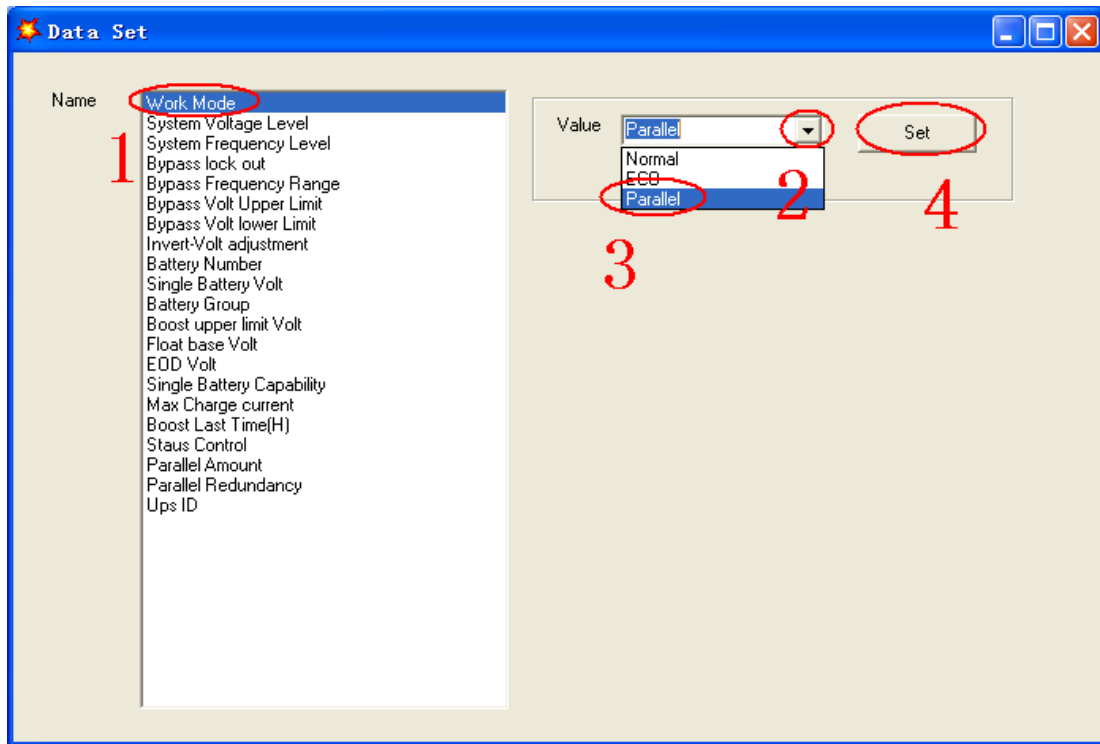 Data Set
Name
Work Mode
System Voltage Level
System Frequency Level
Bypass lock out
Bypass Frequency Range
Bypass Volt Upper Limit
Bypass Volt lower Limit
Invert-Volt adjustment
Battery Number
Single Battery Volt
Battery Group
Boost upper limit Volt
Float base Volt
EOD Volt
Single Battery Capability
Max Charge current
Boost Last Time(H)
Staus Control
Parallel Amount
Parallel Redundancy
Ups ID
1
Value
Parallel
Set
Normal
ECO
Parallel
2
4
3